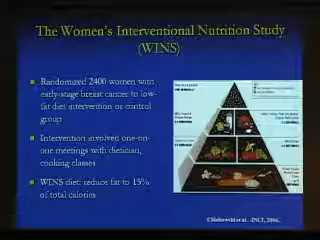 The Women's Interventional Nutrition Study
(WINS)
Randomized 2400 women with
early-stage breast cancer to low-
fat diet intervention or control
group
Intervention involved one-on-
one meetings with dietician,
cooking classes
WINS diet: reduce fat to 15%
of total calories
Chlebowski et al. JNCI, 2006.